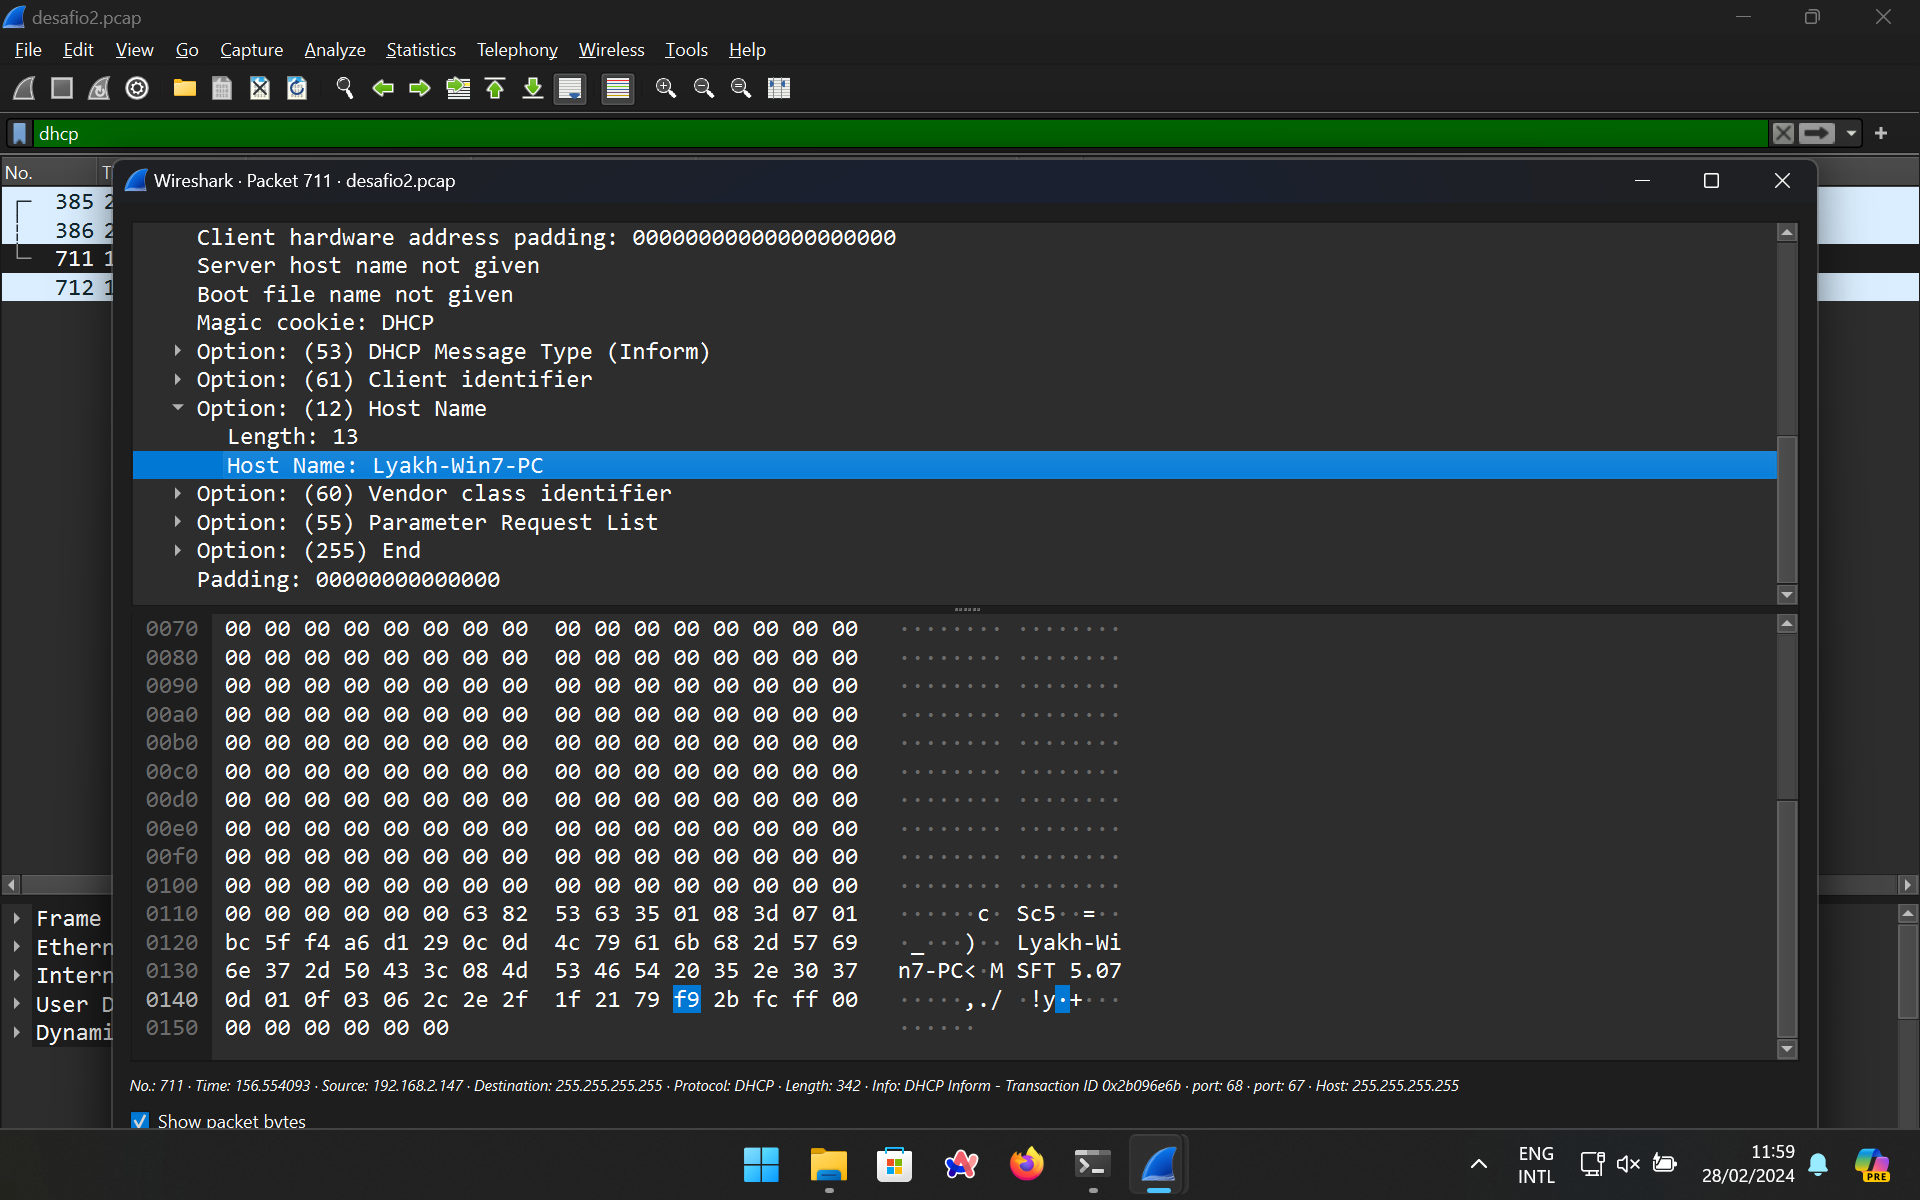 desafio2.pcap
File Edit View Go Capture Analyze Statistics Telephony Wireless Tools Help
dhcp
No. T
385 2
386 2
711 1
712 1
Wireshark · Packet 711 · desafio2.pcap
Client hardware address padding: 00000000000000000000
Server host name not given
Boot file name not given
Magic cookie: DHCP
Option: (53) DHCP Message Type (Inform)
Option: (61) Client identifier
Option: (12) Host Name
Length: 13
Host Name: Lyakh-Win7-PC
Option: (60) Vendor class identifier
Option: (55) Parameter Request List
Option: (255) End
Padding: 00000000000000
0070 00 00 00 00 00 00 00 00 00 00 00 00 00 00 00 00 ········ ········
0080 00 00 00 00 00 00 00 00 00 00 00 00 00 00 00 00 ········ ········
0090 00 00 00 00 00 00 00 00 00 00 00 00 00 00 00 00 ········ ········
00a0 00 00 00 00 00 00 00 00 00 00 00 00 00 00 00 00 ········ ········
00b0 00 00 00 00 00 00 00 00 00 00 00 00 00 00 00 00 ········ ········
00c0 00 00 00 00 00 00 00 00 00 00 00 00 00 00 00 00 ········ ········
00d0 00 00 00 00 00 00 00 00 00 00 00 00 00 00 00 00 ········ ········
00e0 00 00 00 00 00 00 00 00 00 00 00 00 00 00 00 00 ········ ········
00f0 00 00 00 00 00 00 00 00 00 00 00 00 00 00 00 00 ········ ········
0100 00 00 00 00 00 00 00 00 00 00 00 00 00 00 00 00 ········ ········
0110 00 00 00 00 00 00 63 82 53 63 35 01 08 3d 07 01 ······c· Sc5··=··
0120 bc 5f f4 a6 d1 29 0c 0d 4c 79 61 6b 68 2d 57 69 ·_···)·· Lyakh-Wi
0130 6e 37 2d 50 43 3c 08 4d 53 46 54 20 35 2e 30 37 n7-PC<·M SFT 5.07
0140 0d 01 0f 03 06 2c 2e 2f 1f 21 79 f9 2b fc ff 00 ·····,./ ·!y·+···
0150 00 00 00 00 00 00 ······
Frame
Ethern
Intern
User D
Dynami
No.: 711 · Time: 156.554093 · Source: 192.168.2.147 · Destination: 255.255.255.255 · Protocol: DHCP · Length: 342 · Info: DHCP Inform - Transaction ID 0x2b096e6b · port: 68 · port: 67 · Host: 255.255.255.255
Show packet bytes
ENG
INTL
11:59
28/02/2024
PRE